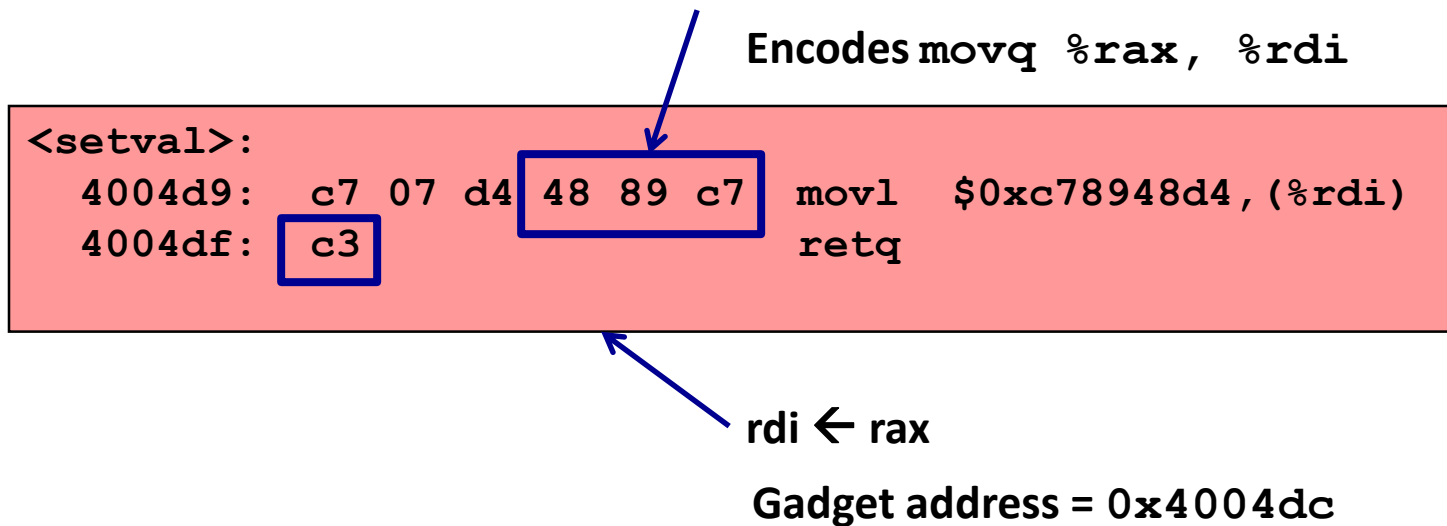 Encodes movq %rax, %rdi
<setval>:
4004d9: c7 07 d4 48 89 c7 movl $0xc78948d4,(%rdi)
4004df: c3 retq
rdi ← rax
Gadget address = 0x4004dc